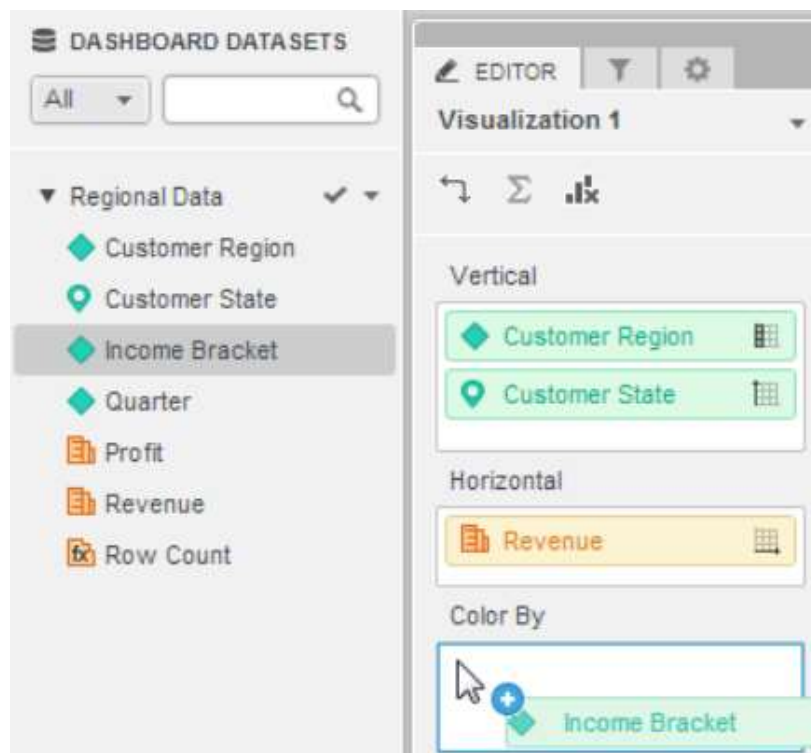 DASHBOARD DATASETS
All
Regional Data
Customer Region
Customer State
Income Bracket
Quarter
Profit
Revenue
fx Row Count
EDITOR
Visualization 1
Σ
Vertical
Customer Region
Customer State
Horizontal
Revenue
Color By
Income Bracket